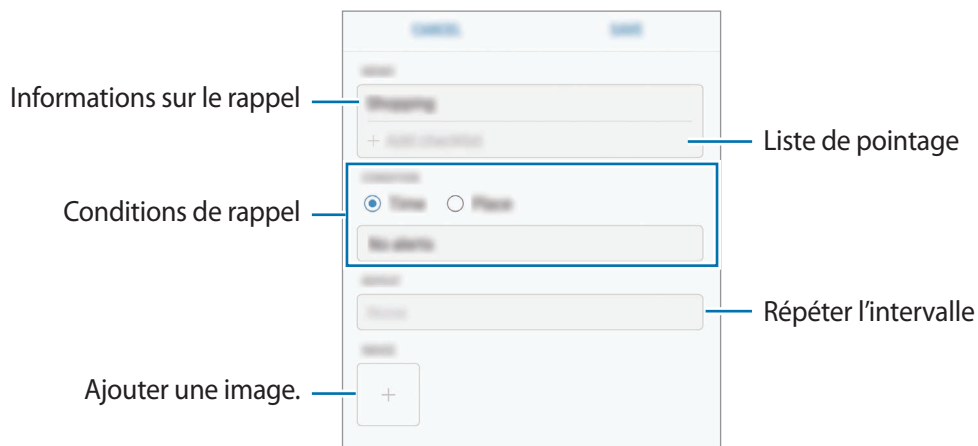 CANCEL SAVE
Informations sur le rappel
Shopping
+ Add checklist
Liste de pointage
Conditions de rappel
Time
Place
No alerts
Répéter l'intervalle
Ajouter une image.
+